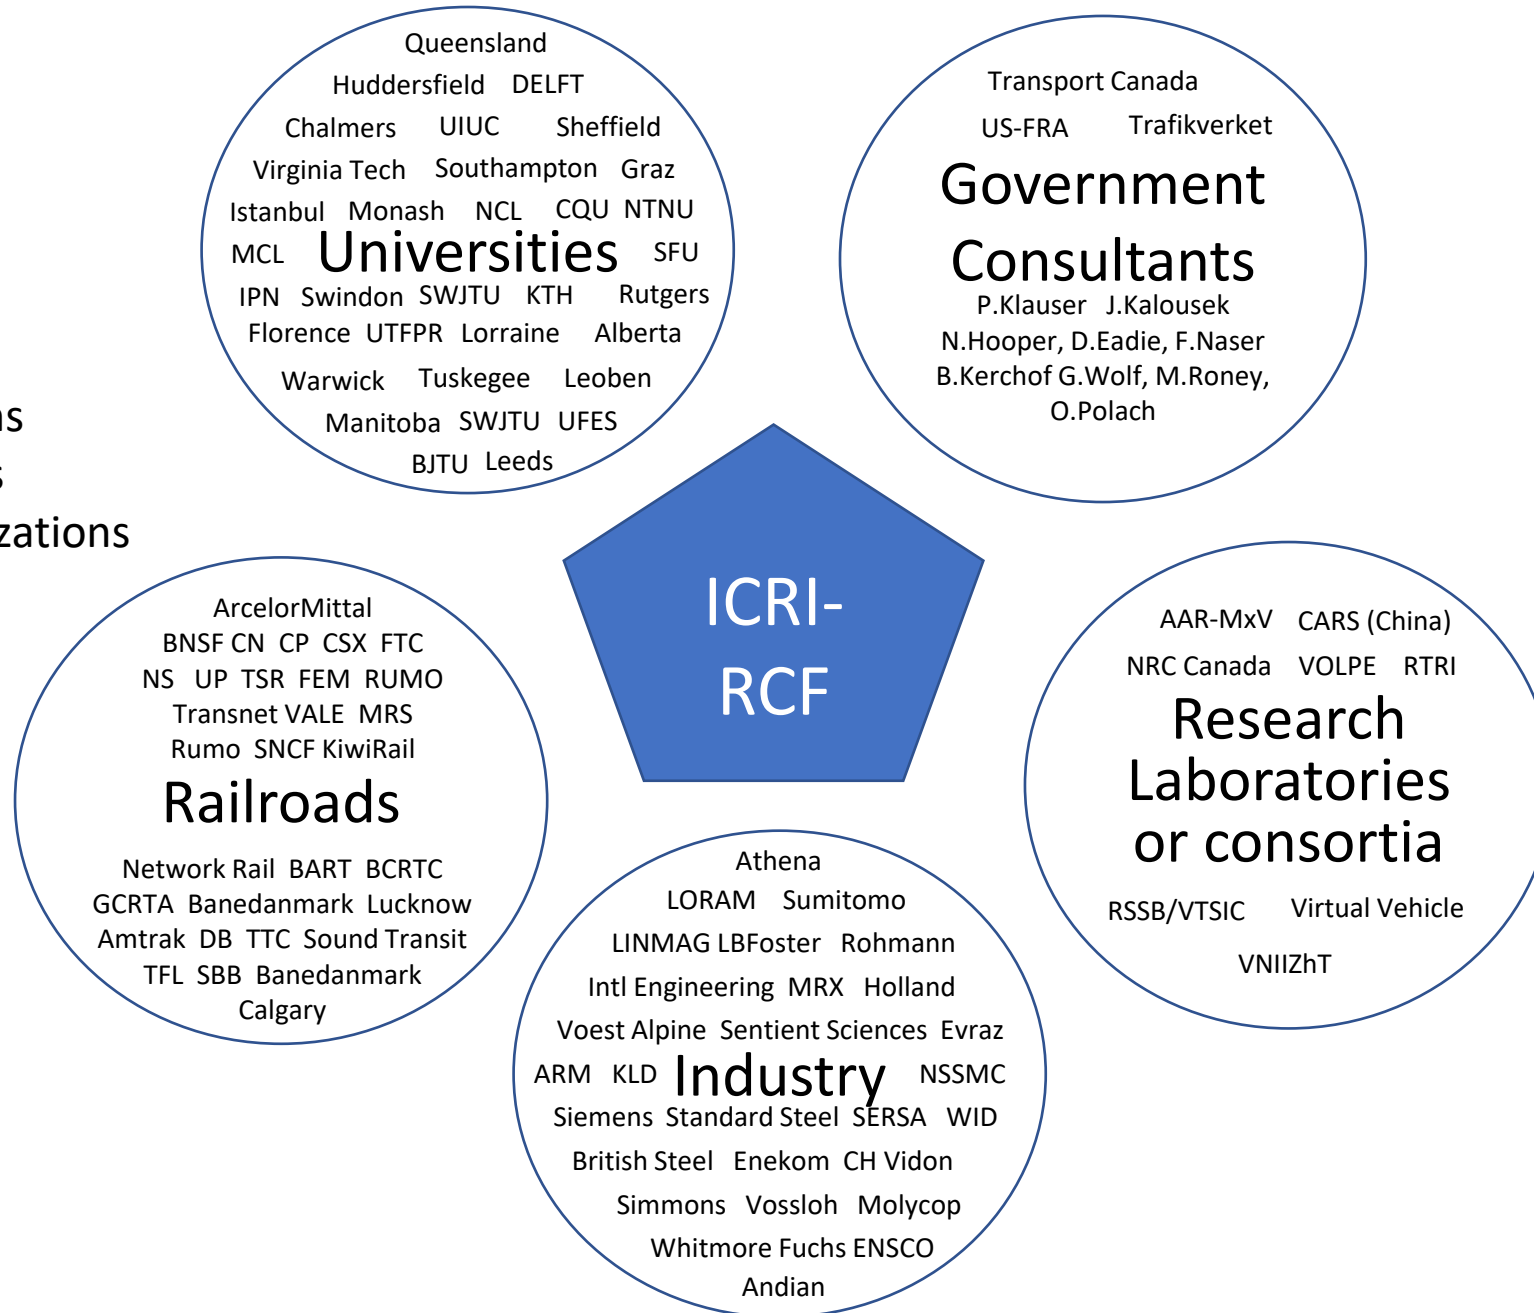 Queensland
Huddersfield DELFT
Chalmers UIUC Sheffield
Virginia Tech Southampton Graz
Istanbul Monash NCL CQU NTNU
MCL Universities SFU
IPN Swindon SWJTU KTH Rutgers
Florence UTFPR Lorraine Alberta
Warwick Tuskegee Leoben
Manitoba SWJTU UFES
BJTU Leeds
Transport Canada
US-FRA Trafikverket
Government
Consultants
P.Klauser J.Kalousek
N.Hooper, D.Eadie, F.Naser
B.Kerchof G.Wolf, M.Roney,
O.Polach
ns
s
zations
ICRI-
RCF
ArcelorMittal
BNSF CN CP CSX FTC
NS UP TSR FEM RUMO
Transnet VALE MRS
Rumo SNCF KiwiRail
Railroads
Network Rail BART BCRTC
GCRTA Banedanmark Lucknow
Amtrak DB TTC Sound Transit
TFL SBB Banedanmark
Calgary
AAR-MxV CARS (China)
NRC Canada VOLPE RTRI
Research
Laboratories
or consortia
RSSB/VTSIC Virtual Vehicle
VNIIZhT
Athena
LORAM Sumitomo
LINMAG LBFoster Rohmann
Intl Engineering MRX Holland
Voest Alpine Sentient Sciences Evraz
ARM KLD Industry NSSMC
Siemens Standard Steel SERSA WID
British Steel Enekom CH Vidon
Simmons Vossloh Molycop
Whitmore Fuchs ENSCO
Andian